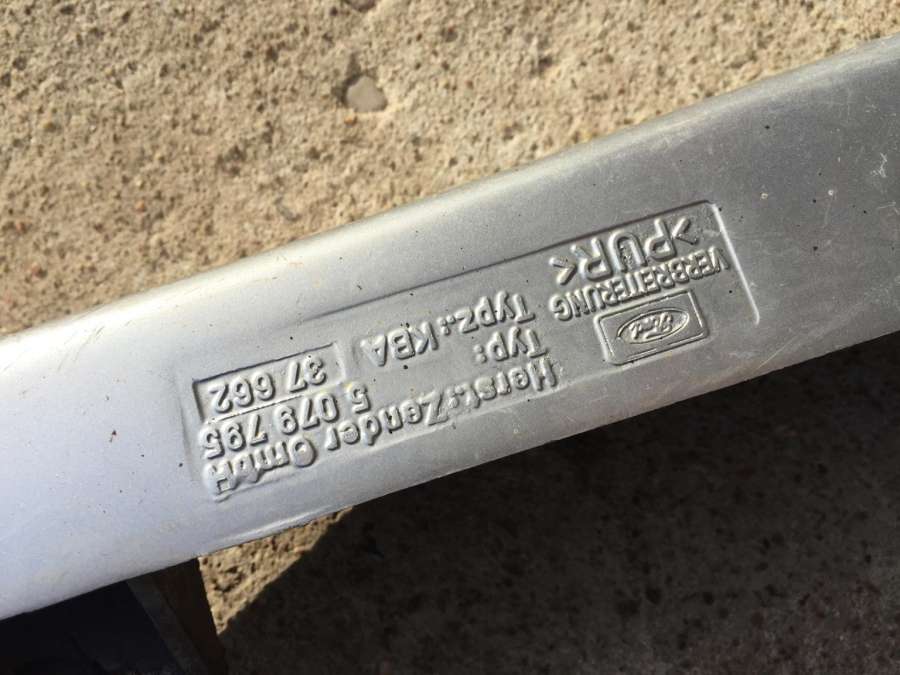 Ford
Herst.: Zender GmbH
Typ: 5 079 795
TypZ.: KBA 37 662
VERBREITERUNG
>PUR<